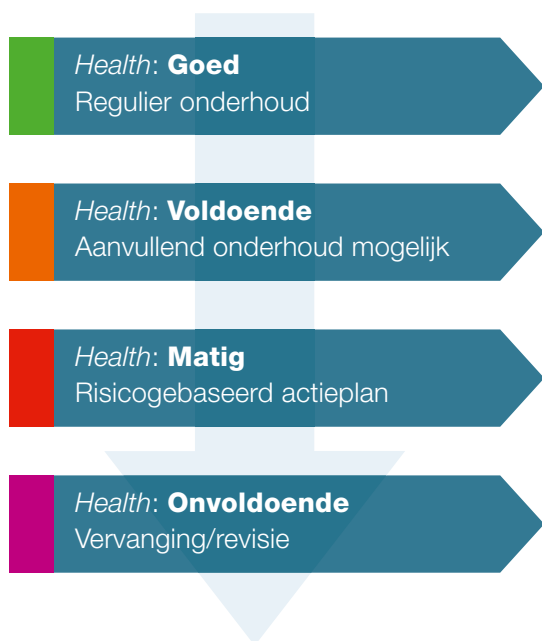 Health: Goed
Regulier onderhoud
Health: Voldoende
Aanvullend onderhoud mogelijk
Health: Matig
Risicogebaseerd actieplan
Health: Onvoldoende
Vervanging/revisie